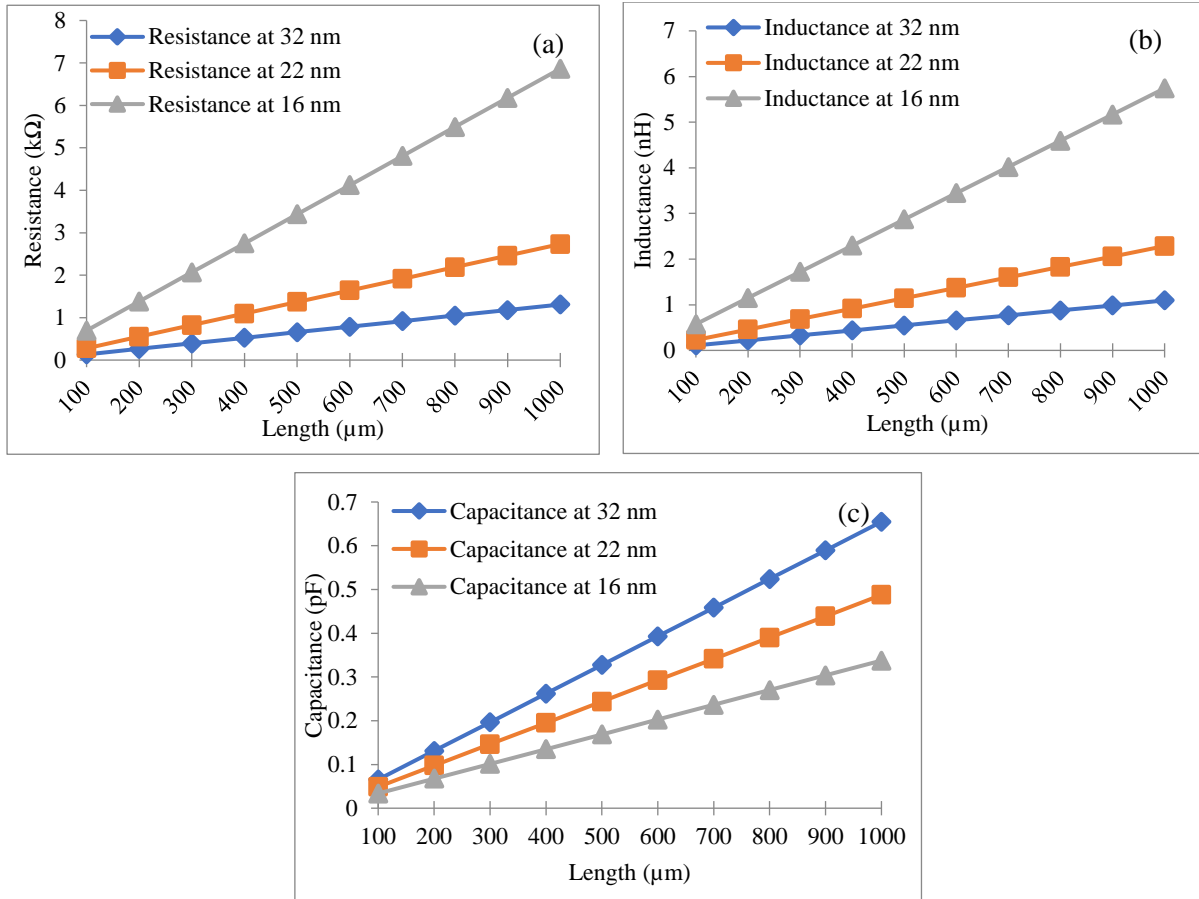 (a)
Resistance at 32 nm
Resistance at 22 nm
Resistance at 16 nm
Resistance (kΩ)
8
7
6
5
4
3
2
1
0
100 200 300 400 500 600 700 800 900 1000
Length (µm)
(b)
Inductance at 32 nm
Inductance at 22 nm
Inductance at 16 nm
Inductance (nH)
7
6
5
4
3
2
1
0
100 200 300 400 500 600 700 800 900 1000
Length (µm)
(c)
Capacitance at 32 nm
Capacitance at 22 nm
Capacitance at 16 nm
Capacitance (pF)
0.7
0.6
0.5
0.4
0.3
0.2
0.1
0
100 200 300 400 500 600 700 800 900 1000
Length (µm)